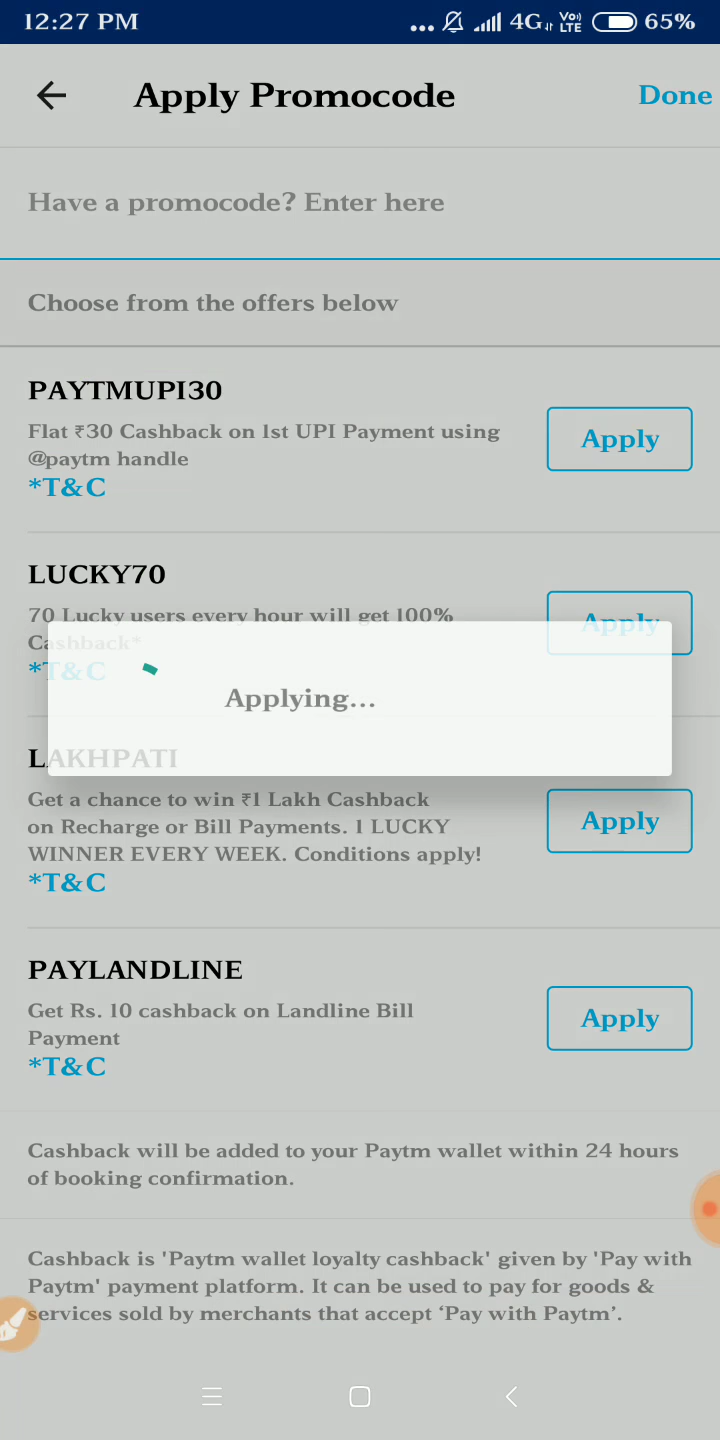 12:27 PM
4G VoLTE 65%
Apply Promocode
Done
Have a promocode? Enter here
Choose from the offers below
PAYTMUPI30
Flat ₹30 Cashback on 1st UPI Payment using
@paytm handle
*T&C
Apply
LUCKY70
70 Lucky users every hour will get 100%
Cashback*
*T&C
Apply
Applying...
LAKHPATI
Get a chance to win ₹1 Lakh Cashback
on Recharge or Bill Payments. 1 LUCKY
WINNER EVERY WEEK. Conditions apply!
*T&C
Apply
PAYLANDLINE
Get Rs. 10 cashback on Landline Bill
Payment
*T&C
Apply
Cashback will be added to your Paytm wallet within 24 hours
of booking confirmation.
Cashback is 'Paytm wallet loyalty cashback' given by 'Pay with
Paytm' payment platform. It can be used to pay for goods &
services sold by merchants that accept ‘Pay with Paytm’.